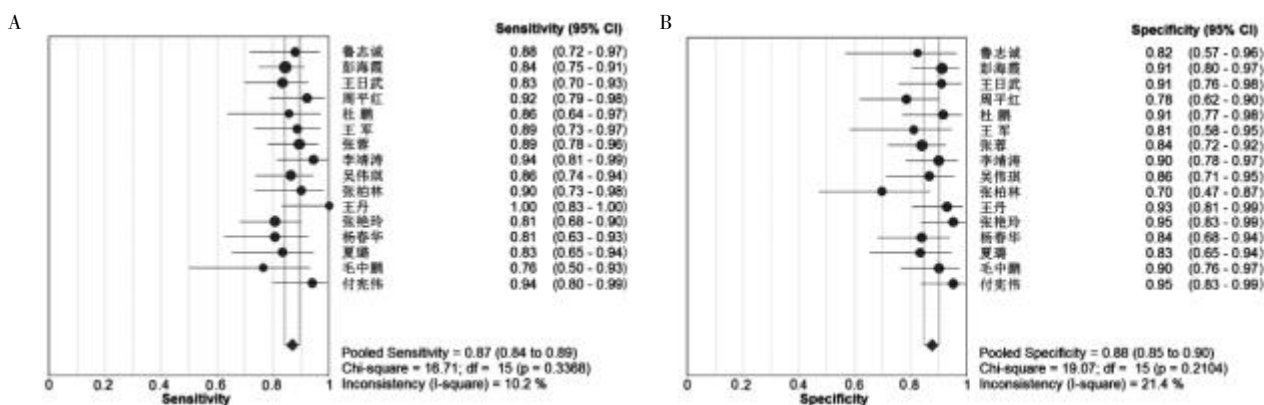 A
Sensitivity (95% CI)
鲁志诚 0.88 (0.72 - 0.97)
彭海霞 0.84 (0.75 - 0.91)
王日武 0.83 (0.70 - 0.93)
周平红 0.92 (0.79 - 0.98)
杜鹏 0.86 (0.64 - 0.97)
王军 0.89 (0.73 - 0.97)
张蓉 0.89 (0.78 - 0.96)
李靖涛 0.94 (0.81 - 0.99)
吴伟琪 0.86 (0.74 - 0.94)
张柏林 0.90 (0.73 - 0.98)
王丹 1.00 (0.83 - 1.00)
张艳玲 0.81 (0.68 - 0.90)
杨春华 0.81 (0.63 - 0.93)
夏璐 0.83 (0.65 - 0.94)
毛中鹏 0.76 (0.50 - 0.93)
付宪伟 0.94 (0.80 - 0.99)
Pooled Sensitivity = 0.87 (0.84 to 0.89)
Chi-square = 16.71; df = 15 (p = 0.3368)
Inconsistency (I-square) = 10.2 %
0 0.2 0.4 0.6 0.8 1
Sensitivity
B
Specificity (95% CI)
鲁志诚 0.82 (0.57 - 0.96)
彭海霞 0.91 (0.80 - 0.97)
王日武 0.91 (0.76 - 0.98)
周平红 0.78 (0.62 - 0.90)
杜鹏 0.91 (0.77 - 0.98)
王军 0.81 (0.58 - 0.95)
张蓉 0.84 (0.72 - 0.92)
李靖涛 0.90 (0.78 - 0.97)
吴伟琪 0.86 (0.71 - 0.95)
张柏林 0.70 (0.47 - 0.87)
王丹 0.93 (0.81 - 0.99)
张艳玲 0.95 (0.83 - 0.99)
杨春华 0.84 (0.68 - 0.94)
夏璐 0.83 (0.65 - 0.94)
毛中鹏 0.90 (0.76 - 0.97)
付宪伟 0.95 (0.83 - 0.99)
Pooled Specificity = 0.88 (0.85 to 0.90)
Chi-square = 19.07; df = 15 (p = 0.2104)
Inconsistency (I-square) = 21.4 %
0 0.2 0.4 0.6 0.8 1
Specificity